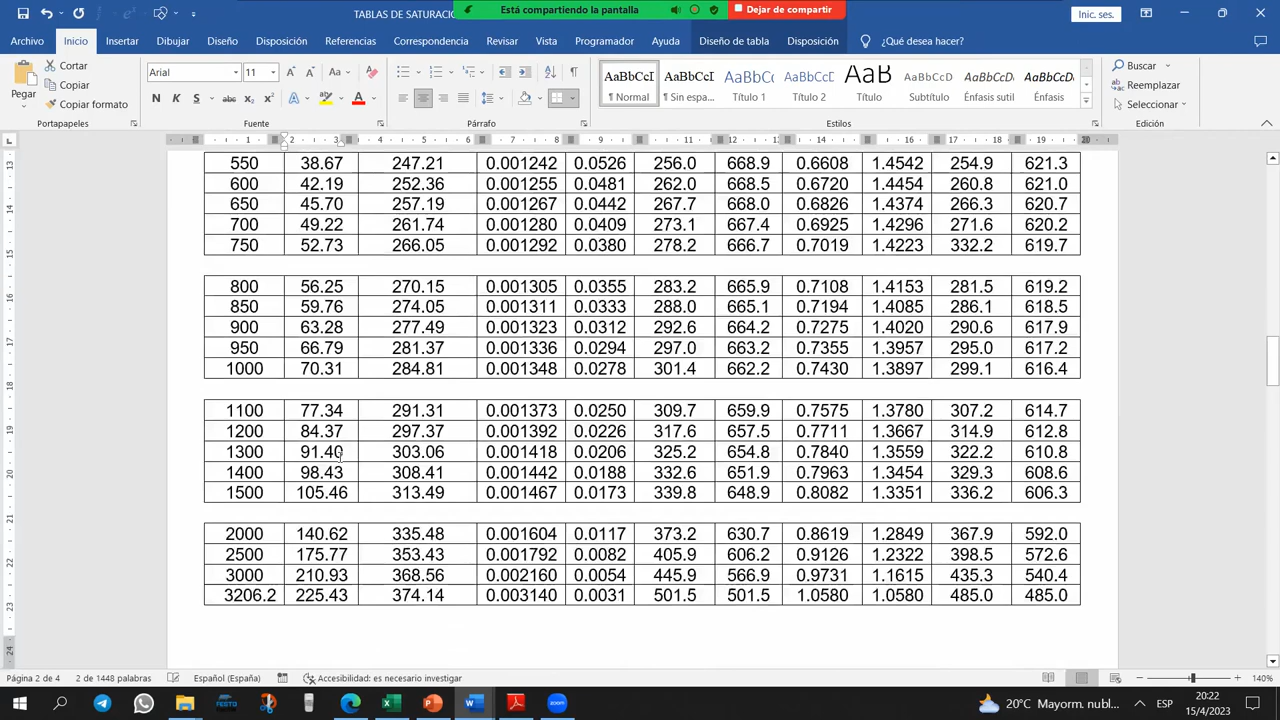 TABLAS DE SATURACIO
Está compartiendo la pantalla
Dejar de compartir
Inic. ses.
Archivo Inicio Insertar Dibujar Diseño Disposición Referencias Correspondencia Revisar Vista Programador Ayuda Diseño de tabla Disposición ¿Qué desea hacer?
Pegar
Cortar
Copiar
Copiar formato
Portapapeles
Arial 11
Fuente
Párrafo
AaBbCcD AaBbCcD AaBbCc AaBbCcC AaB AaBbCcD AaBbCcD AaBbCcD
¶ Normal ¶ Sin espa... Título 1 Título 2 Título Subtítulo Énfasis sutil Énfasis
Estilos
Buscar
Reemplazar
Seleccionar
Edición
1 2 3 4 5 6 7 8 9 10 11 12 13 14 15 16 17 18 19 20
550 38.67 247.21 0.001242 0.0526 256.0 668.9 0.6608 1.4542 254.9 621.3
600 42.19 252.36 0.001255 0.0481 262.0 668.5 0.6720 1.4454 260.8 621.0
650 45.70 257.19 0.001267 0.0442 267.7 668.0 0.6826 1.4374 266.3 620.7
700 49.22 261.74 0.001280 0.0409 273.1 667.4 0.6925 1.4296 271.6 620.2
750 52.73 266.05 0.001292 0.0380 278.2 666.7 0.7019 1.4223 332.2 619.7
800 56.25 270.15 0.001305 0.0355 283.2 665.9 0.7108 1.4153 281.5 619.2
850 59.76 274.05 0.001311 0.0333 288.0 665.1 0.7194 1.4085 286.1 618.5
900 63.28 277.49 0.001323 0.0312 292.6 664.2 0.7275 1.4020 290.6 617.9
950 66.79 281.37 0.001336 0.0294 297.0 663.2 0.7355 1.3957 295.0 617.2
1000 70.31 284.81 0.001348 0.0278 301.4 662.2 0.7430 1.3897 299.1 616.4
1100 77.34 291.31 0.001373 0.0250 309.7 659.9 0.7575 1.3780 307.2 614.7
1200 84.37 297.37 0.001392 0.0226 317.6 657.5 0.7711 1.3667 314.9 612.8
1300 91.40 303.06 0.001418 0.0206 325.2 654.8 0.7840 1.3559 322.2 610.8
1400 98.43 308.41 0.001442 0.0188 332.6 651.9 0.7963 1.3454 329.3 608.6
1500 105.46 313.49 0.001467 0.0173 339.8 648.9 0.8082 1.3351 336.2 606.3
2000 140.62 335.48 0.001604 0.0117 373.2 630.7 0.8619 1.2849 367.9 592.0
2500 175.77 353.43 0.001792 0.0082 405.9 606.2 0.9126 1.2322 398.5 572.6
3000 210.93 368.56 0.002160 0.0054 445.9 566.9 0.9731 1.1615 435.3 540.4
3206.2 225.43 374.14 0.003140 0.0031 501.5 501.5 1.0580 1.0580 485.0 485.0
Página 2 de 4 2 de 1448 palabras Español (España) Accesibilidad: es necesario investigar 140%
20°C Mayorm. nubl... ESP 20:22
15/4/2023